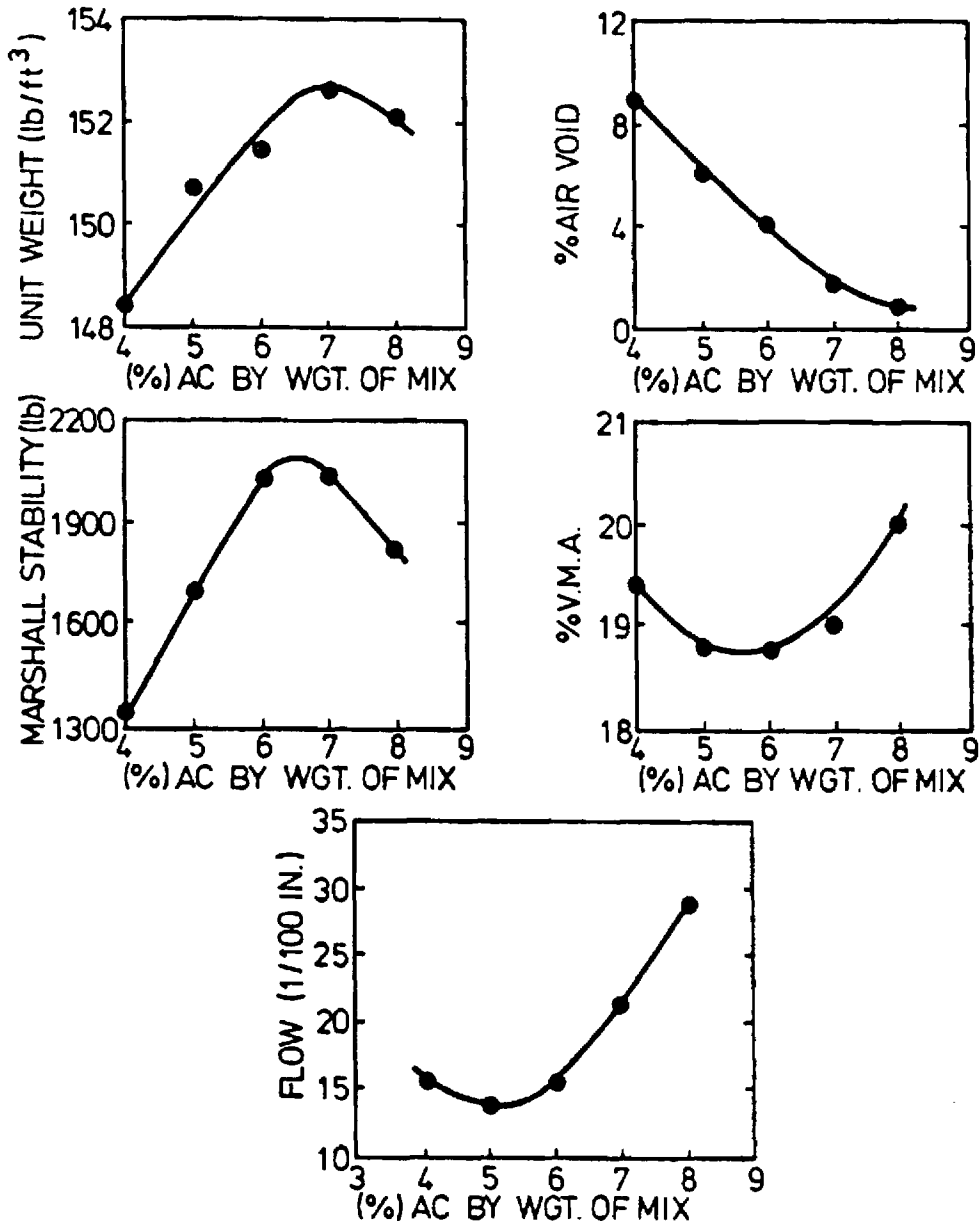 UNIT WEIGHT (lb/ft³)
154
152
150
148
4 5 6 7 8 9
(%) AC BY WGT. OF MIX
% AIR VOID
12
8
4
0
4 5 6 7 8 9
(%) AC BY WGT. OF MIX
MARSHALL STABILITY (lb)
2200
1900
1600
1300
4 5 6 7 8 9
(%) AC BY WGT. OF MIX
% V.M.A.
21
20
19
18
4 5 6 7 8 9
(%) AC BY WGT. OF MIX
FLOW (1/100 IN.)
35
30
25
20
15
10
3 4 5 6 7 8 9
(%) AC BY WGT. OF MIX